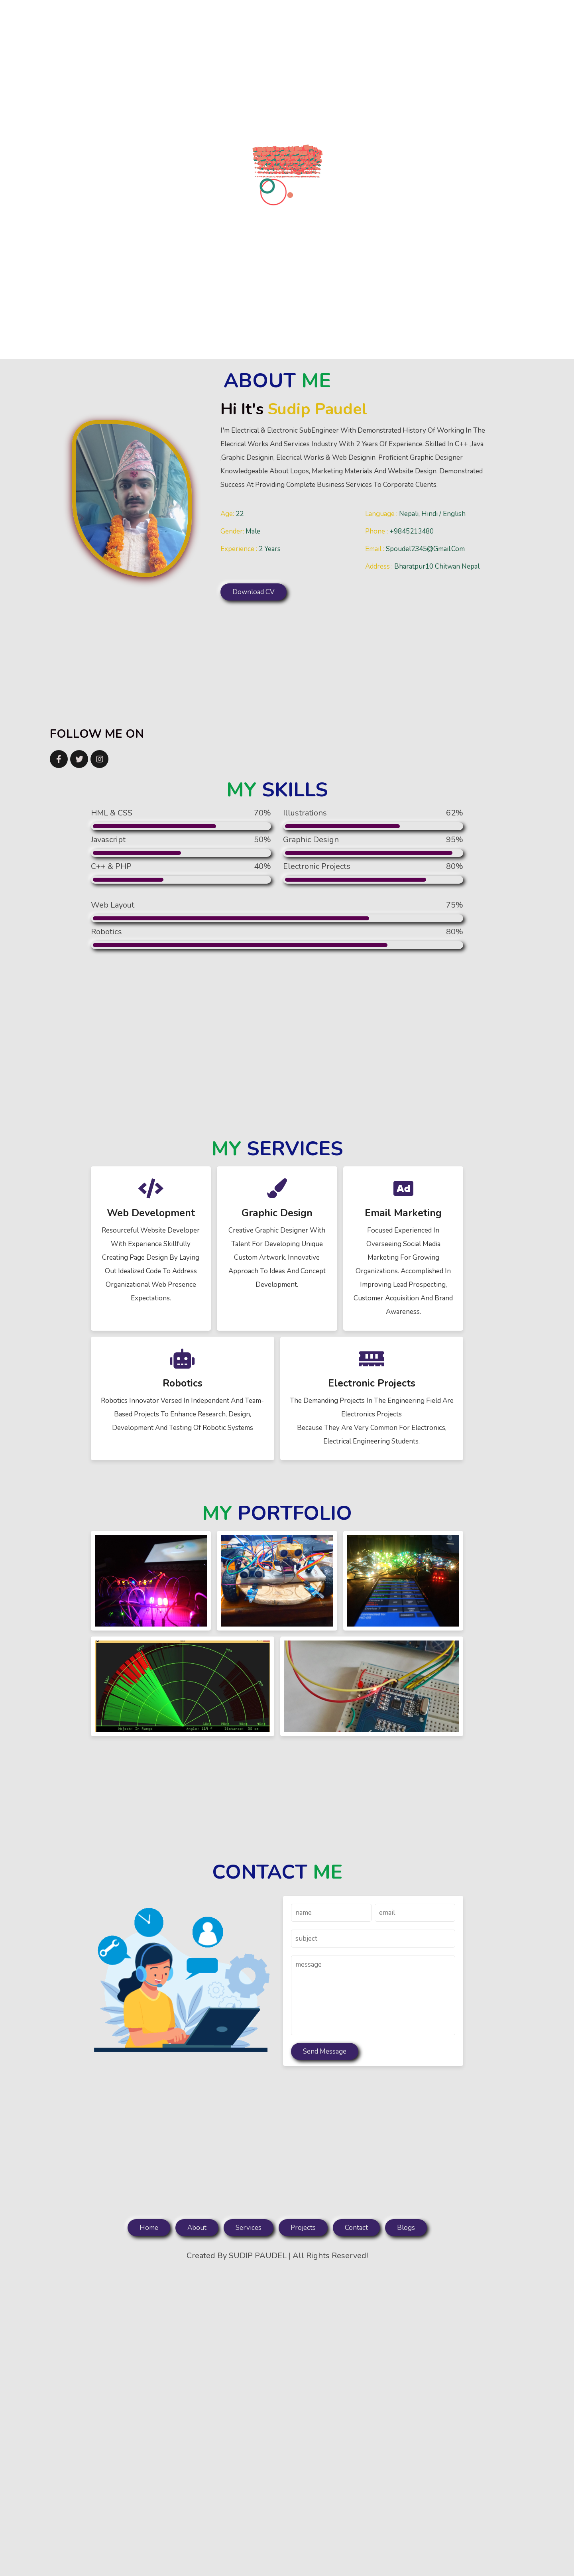 ABOUT ME
Hi It's Sudip Paudel
I'm Electrical & Electronic SubEngineer With Demonstrated History Of Working In The
Elecrical Works And Services Industry With 2 Years Of Experience. Skilled In C++ ,Java
,Graphic Designin, Elecrical Works & Web Designin. Proficient Graphic Designer
Knowledgeable About Logos, Marketing Materials And Website Design. Demonstrated
Success At Providing Complete Business Services To Corporate Clients.
Age: 22
Language : Nepali, Hindi / English
Gender: Male
Phone : +9845213480
Experience : 2 Years
Email : Spoudel2345@Gmail.Com
Address : Bharatpur10 Chitwan Nepal
Download CV
FOLLOW ME ON
MY SKILLS
HML & CSS 70%
Illustrations 62%
Javascript 50%
Graphic Design 95%
C++ & PHP 40%
Electronic Projects 80%
Web Layout 75%
Robotics 80%
MY SERVICES
Web Development
Resourceful Website Developer
With Experience Skillfully
Creating Page Design By Laying
Out Idealized Code To Address
Organizational Web Presence
Expectations.
Graphic Design
Creative Graphic Designer With
Talent For Developing Unique
Custom Artwork. Innovative
Approach To Ideas And Concept
Development.
Ad
Email Marketing
Focused Experienced In
Overseeing Social Media
Marketing For Growing
Organizations. Accomplished In
Improving Lead Prospecting,
Customer Acquisition And Brand
Awareness.
Robotics
Robotics Innovator Versed In Independent And Team-
Based Projects To Enhance Research, Design,
Development And Testing Of Robotic Systems
Electronic Projects
The Demanding Projects In The Engineering Field Are
Electronics Projects
Because They Are Very Common For Electronics,
Electrical Engineering Students.
MY PORTFOLIO
CONTACT ME
name
email
subject
message
Send Message
Home
About
Services
Projects
Contact
Blogs
Created By SUDIP PAUDEL | All Rights Reserved!